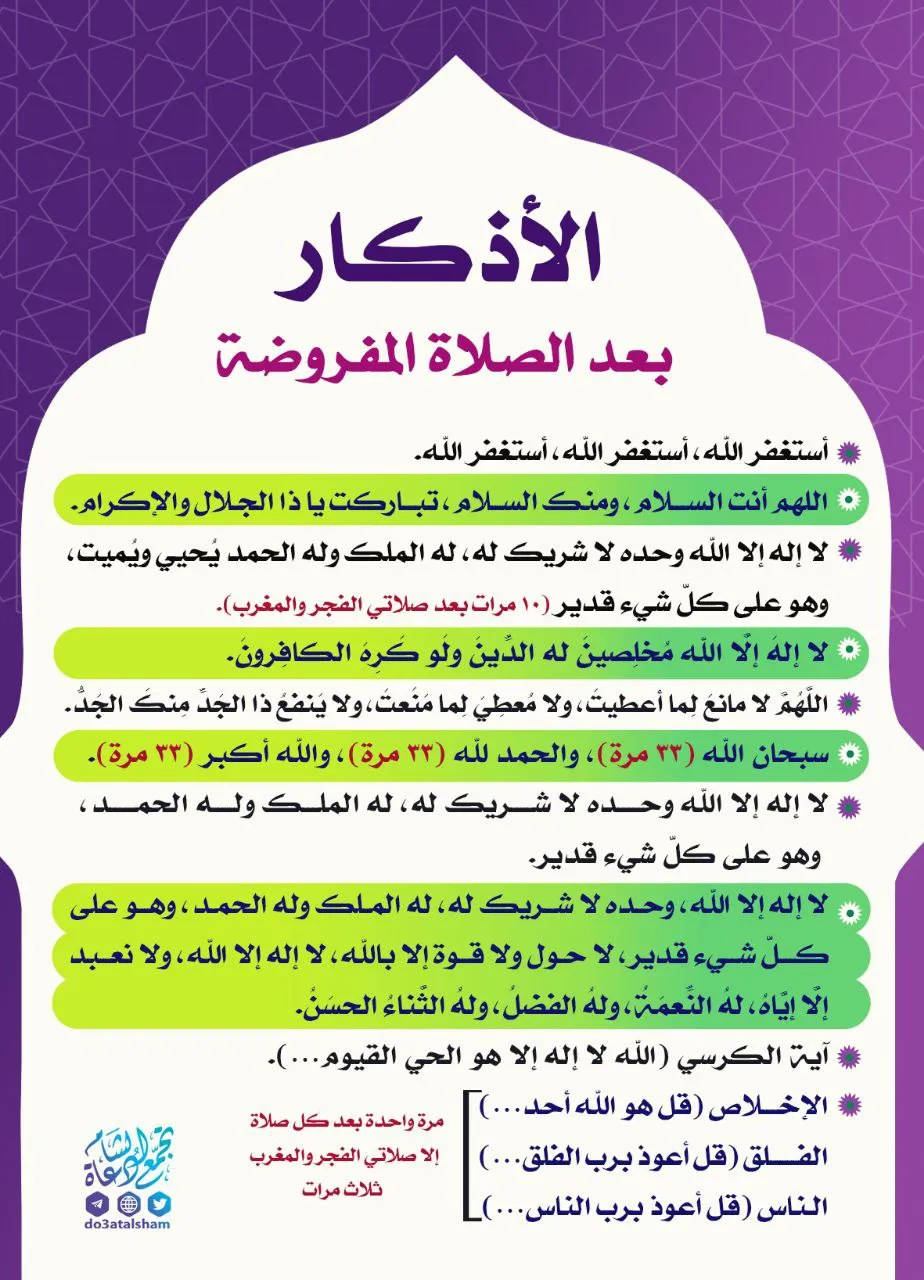 الأذكار
بعد الصلاة المفروضة
أستغفر الله، أستغفر الله، أستغفر الله.
اللهم أنت السلام، ومنك السلام، تباركت يا ذا الجلال والإكرام.
لا إله إلا الله وحده لا شريك له، له الملك وله الحمد يُحيي ويُميت،
وهو على كلّ شيء قدير (١٠ مرات بعد صلاتي الفجر والمغرب).
لا إلهَ إلَّا الله مُخلِصينَ له الدِّينَ ولَو كَرِهَ الكافِرونَ.
اللَّهُمَّ لا مانعَ لِما أعطيتَ، ولا مُعطِيَ لِما مَنَعتَ، ولا يَنفعُ ذا الجَدِّ مِنكَ الجَدُّ.
سبحان الله (٣٣ مرة)، والحمد لله (٣٣ مرة)، والله أكبر (٣٣ مرة).
لا إله إلا الله وحده لا شريك له، له الملك وله الحمد،
وهو على كلّ شيء قدير.
لا إله إلا الله، وحده لا شريك له، له الملك وله الحمد، وهو على
كلّ شيء قدير، لا حول ولا قوة إلا بالله، لا إله إلا الله، ولا نعبد
إلَّا إيَّاهُ، لهُ النِّعمَةُ، ولهُ الفضلُ، ولهُ الثَّناءُ الحسَنُ.
آية الكرسي (الله لا إله إلا هو الحي القيوم...).
الإخلاص (قل هو الله أحد...)
الفلق (قل أعوذ برب الفلق...)
الناس (قل أعوذ برب الناس...)
مرة واحدة بعد كل صلاة
إلا صلاتي الفجر والمغرب
ثلاث مرات
تجمع دعاة الشام
do3atalsham